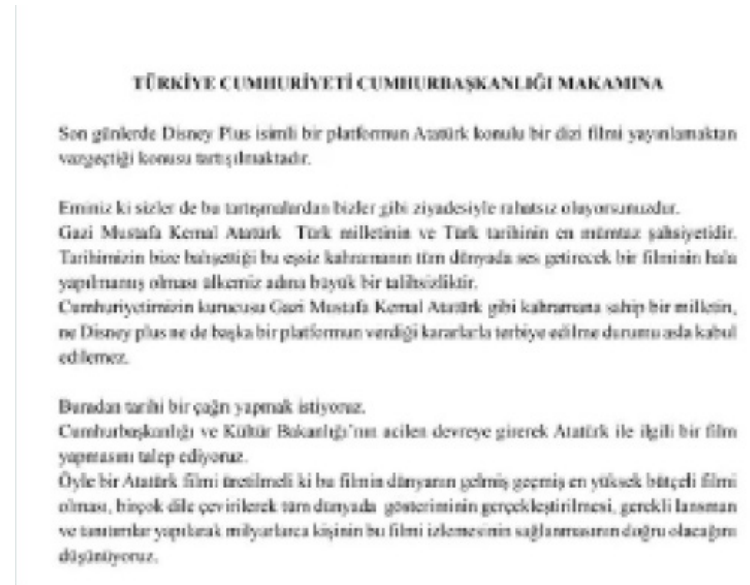 TÜRKİYE CUMHURİYETİ CUMHURBAŞKANLIĞI MAKAMINA
Son günlerde Disney Plus isimli bir platformun Atatürk konulu bir dizi filmi yayınlamaktan
vazgeçtiği konusu tartışılmaktadır.
Eminiz ki sizler de bu tartışmalardan bizler gibi ziyadesiyle rahatsız oluyorsunuzdur.
Gazi Mustafa Kemal Atatürk Türk milletinin ve Türk tarihinin en mümtaz şahsiyetidir.
Tarihimizin bize bahşettiği bu eşsiz kahramanın tüm dünyada ses getirecek bir filminin hala
yapılmamış olması ülkemiz adına büyük bir talihsizliktir.
Cumhuriyetimizin kurucusu Gazi Mustafa Kemal Atatürk gibi kahramana sahip bir milletin,
ne Disney plus ne de başka bir platformun verdiği kararlarla terbiye edilme durumu asla kabul
edilemez.
Buradan tarihi bir çağrı yapmak istiyoruz.
Cumhurbaşkanlığı ve Kültür Bakanlığı'nın acilen devreye girerek Atatürk ile ilgili bir film
yapmasını talep ediyoruz.
Öyle bir Atatürk filmi üretilmeli ki bu filmin dünyanın gelmiş geçmiş en yüksek bütçeli filmi
olması, birçok dile çevirilerek tüm dünyada gösteriminin gerçekleştirilmesi, gerekli lansman
ve tanıtımlar yapılarak milyarlarca kişinin bu filmi izlemesinin sağlanmasının doğru olacağını
düşünüyoruz.